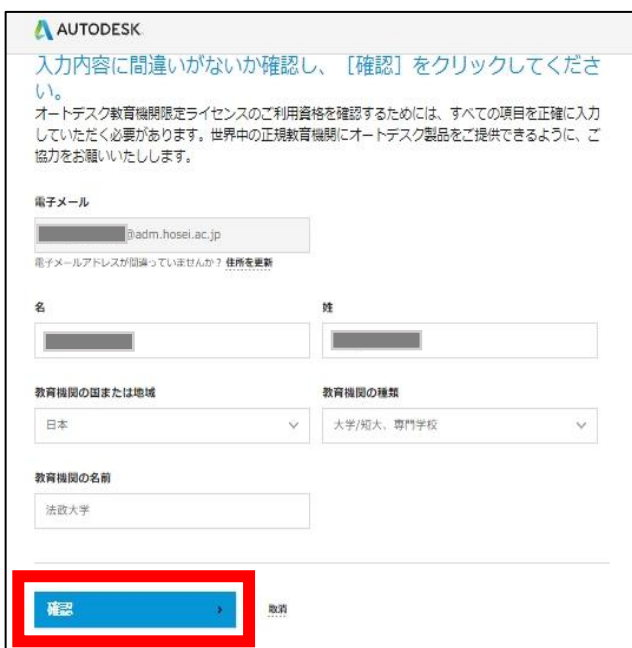 AUTODESK
入力内容に間違いがないか確認し、［確認］をクリックしてくださ
い。
オートデスク教育機関限定ライセンスのご利用資格を確認するためには、すべての項目を正確に入力
していただく必要があります。世界中の正規教育機関にオートデスク製品をご提供できるように、ご
協力をお願いいたしします。
電子メール
@adm.hosei.ac.jp
電子メールアドレスが間違っていませんか？ 住所を更新
名 姓
教育機関の国または地域 教育機関の種類
日本 大学/短大、専門学校
教育機関の名前
法政大学
確認 取消